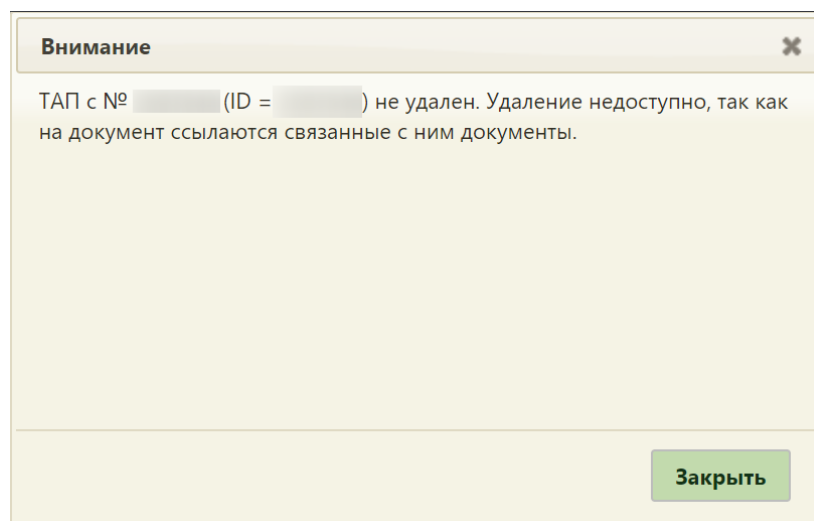 Внимание
ТАП с № (ID = ) не удален. Удаление недоступно, так как
на документ ссылаются связанные с ним документы.
Закрыть